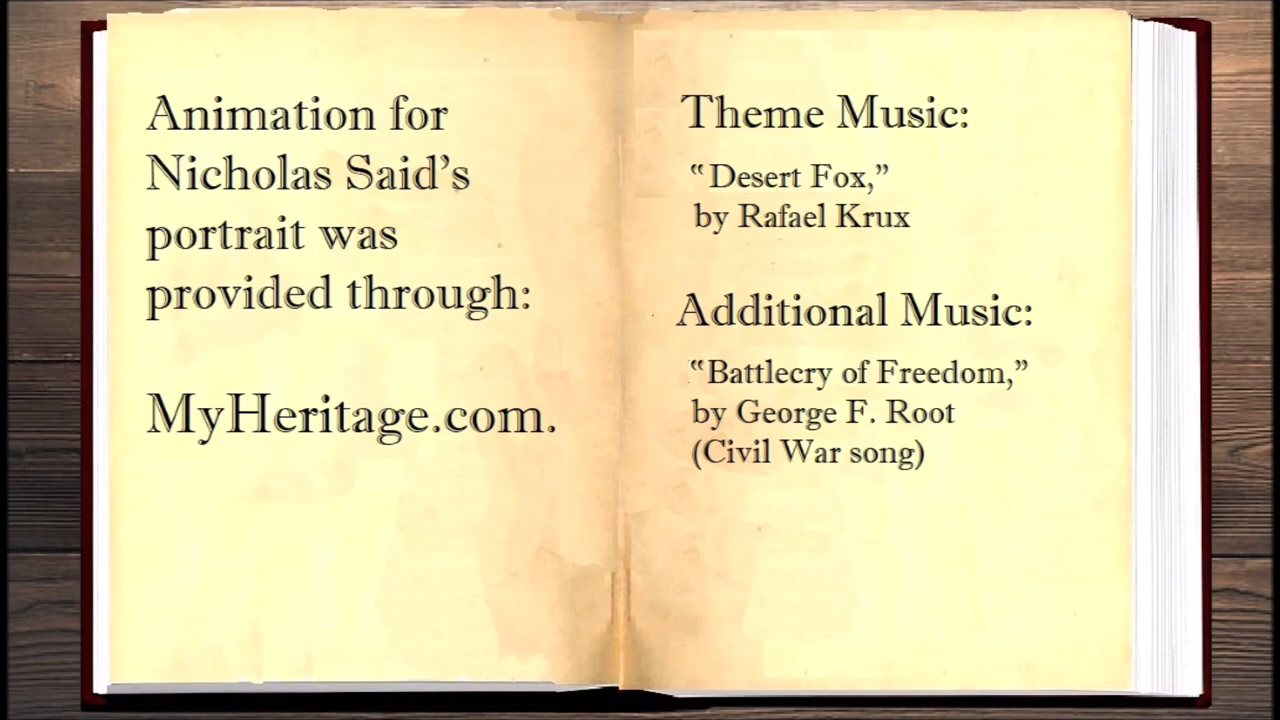 Animation for
Nicholas Said's
portrait was
provided through:
MyHeritage.com.
Theme Music:
"Desert Fox,"
by Rafael Krux
Additional Music:
"Battlecry of Freedom,"
by George F. Root
(Civil War song)